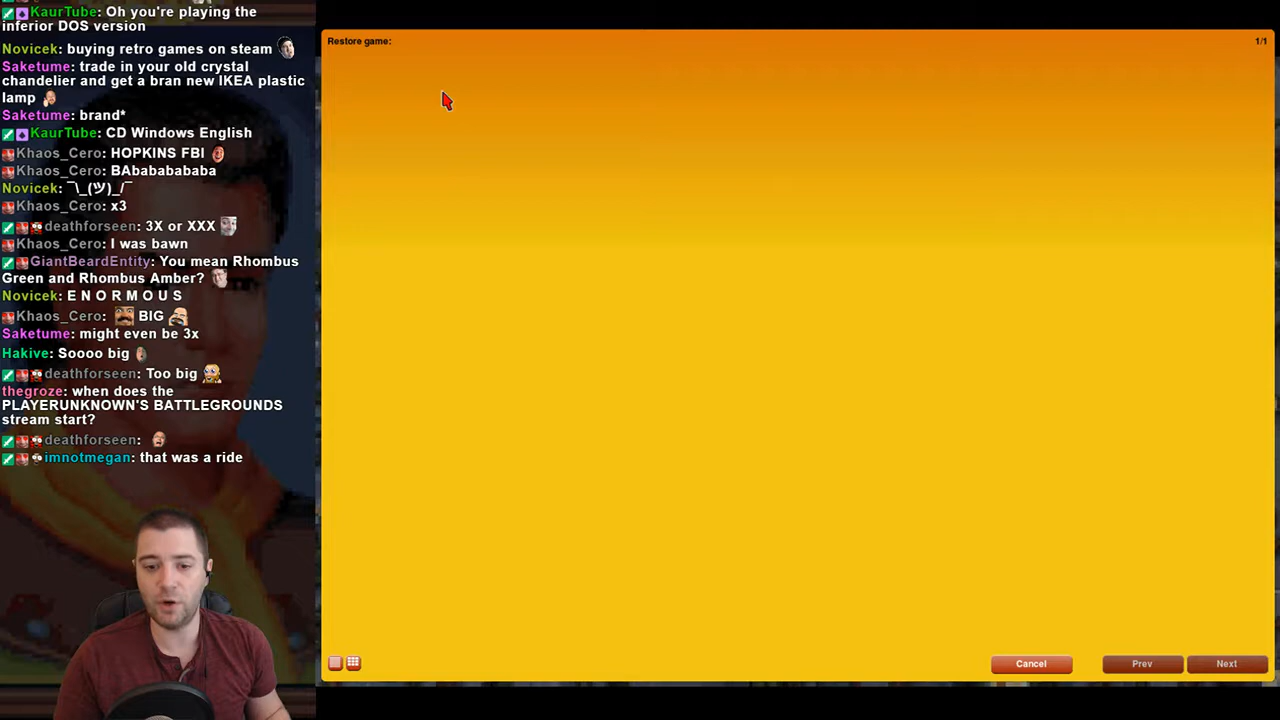 KaurTube: Oh you're playing the
inferior DOS version
Novicek: buying retro games on steam
Saketume: trade in your old crystal
chandelier and get a bran new IKEA plastic
lamp
Saketume: brand*
KaurTube: CD Windows English
Khaos_Cero: HOPKINS FBI
Khaos_Cero: BAbababababa
Novicek: ¯\_(ツ)_/¯
Khaos_Cero: x3
deathforseen: 3X or XXX
Khaos_Cero: I was bawn
GiantBeardEntity: You mean Rhombus
Green and Rhombus Amber?
Novicek: E N O R M O U S
Khaos_Cero: BIG
Saketume: might even be 3x
Hakive: Soooo big
deathforseen: Too big
thegroze: when does the
PLAYERUNKNOWN'S BATTLEGROUNDS
stream start?
deathforseen:
imnotmegan: that was a ride
Restore game: 1/1
Cancel Prev Next